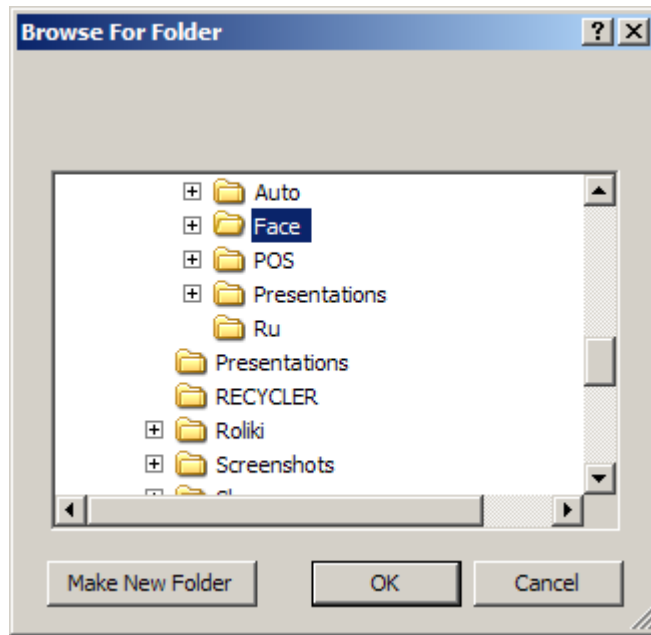 Browse For Folder
Auto
Face
POS
Presentations
Ru
Presentations
RECYCLER
Roliki
Screenshots
Make New Folder OK Cancel